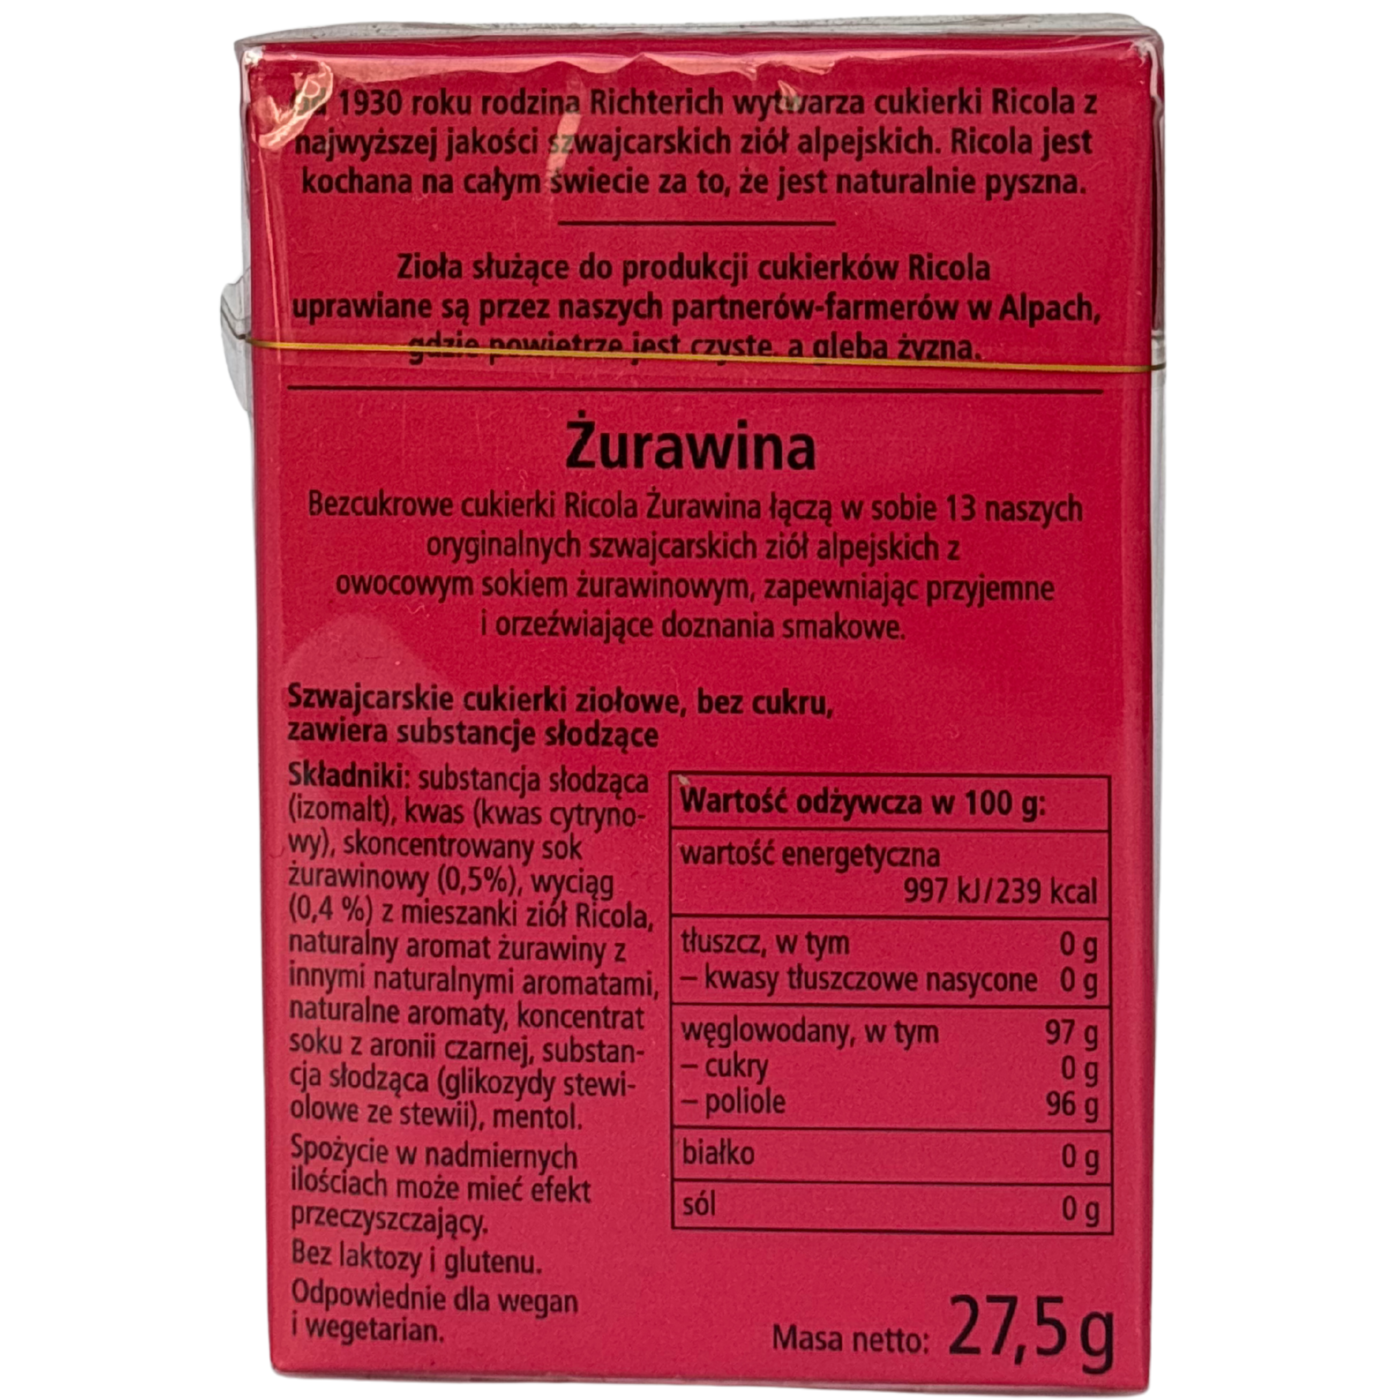 Od 1930 roku rodzina Richterich wytwarza cukierki Ricola z
najwyższej jakości szwajcarskich ziół alpejskich. Ricola jest
kochana na całym świecie za to, że jest naturalnie pyszna.
Zioła służące do produkcji cukierków Ricola
uprawiane są przez naszych partnerów-farmerów w Alpach,
gdzie powietrze jest czyste, a gleba żyzna.
Żurawina
Bezcukrowe cukierki Ricola Żurawina łączą w sobie 13 naszych
oryginalnych szwajcarskich ziół alpejskich z
owocowym sokiem żurawinowym, zapewniając przyjemne
i orzeźwiające doznania smakowe.
Szwajcarskie cukierki ziołowe, bez cukru,
zawiera substancje słodzące
Składniki: substancja słodząca
(izomalt), kwas (kwas cytryno-
wy), skoncentrowany sok
żurawinowy (0,5%), wyciąg
(0,4 %) z mieszanki ziół Ricola,
naturalny aromat żurawiny z
innymi naturalnymi aromatami,
naturalne aromaty, koncentrat
soku z aronii czarnej, substan-
cja słodząca (glikozydy stewi-
olowe ze stewii), mentol.
Spożycie w nadmiernych
ilościach może mieć efekt
przeczyszczający.
Bez laktozy i glutenu.
Odpowiednie dla wegan
i wegetarian.
Wartość odżywcza w 100 g:
wartość energetyczna
997 kJ/239 kcal
tłuszcz, w tym 0 g
– kwasy tłuszczowe nasycone 0 g
węglowodany, w tym 97 g
– cukry 0 g
– poliole 96 g
białko 0 g
sól 0 g
Masa netto: 27,5 g